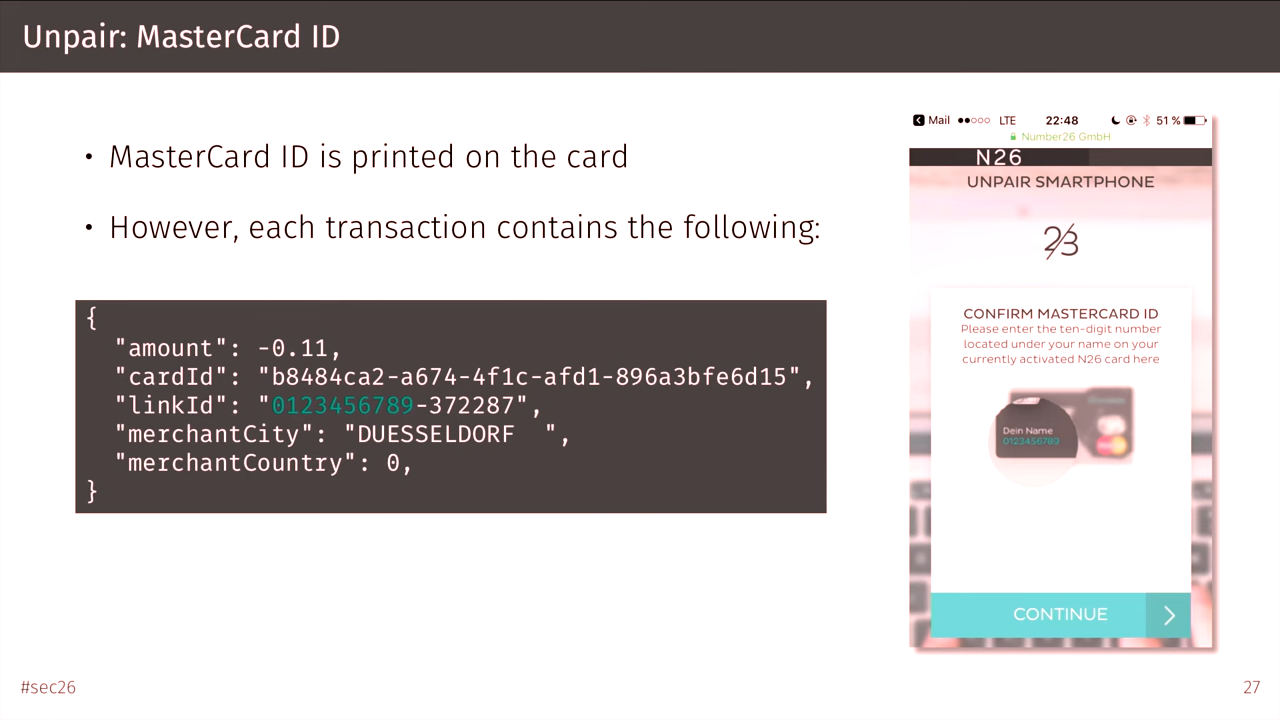 Unpair: MasterCard ID
• MasterCard ID is printed on the card
• However, each transaction contains the following:
{
"amount": -0.11,
"cardId": "b8484ca2-a674-4f1c-afd1-896a3bfe6d15",
"linkId": "0123456789-372287",
"merchantCity": "DUESSELDORF  ",
"merchantCountry": 0,
}
Mail LTE 22:48 51 %
Number26 GmbH
N26
UNPAIR SMARTPHONE
2/3
CONFIRM MASTERCARD ID
Please enter the ten-digit number
located under your name on your
currently activated N26 card here
Dein Name
0123456789
CONTINUE
#sec26
27